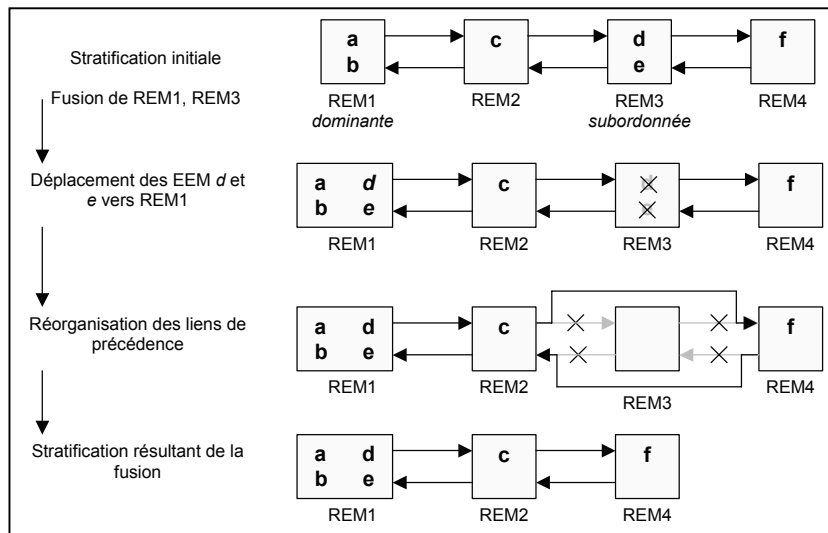 Stratification initiale
a
b
c
d
e
f
REM1
dominante
REM2
REM3
subordonnée
REM4
Fusion de REM1, REM3
Déplacement des EEM d et
e vers REM1
a d
b e
c
d
e
f
REM1
REM2
REM3
REM4
Réorganisation des liens de
précédence
a d
b e
c
f
REM1
REM2
REM3
REM4
Stratification résultant de la
fusion
a d
b e
c
f
REM1
REM2
REM4